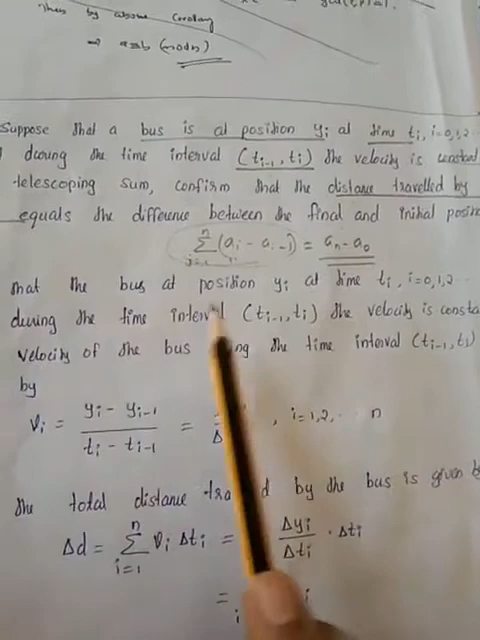 Thus by above Corollary
⇒ a≡b (mod n)
Suppose that a bus is at position yi at time ti, i=0,1,2
during the time interval (ti-1, ti) the velocity is constant
telescoping sum, confirm that the distance travelled by
equals the difference between the final and initial position
n Σ (ai - ai-1) = an - a0
that the bus at position yi at time ti, i=0,1,2...
during the time interval (ti-1, ti) the velocity is consta
velocity of the bus the time interval (ti-1, ti)
by
Vi = yi - yi-1 / ti - ti-1 = , i=1,2,... n
the total distance by the bus is given b
Δd = n Σ i=1 Vi Δti = Δyi / Δti · Δti
=